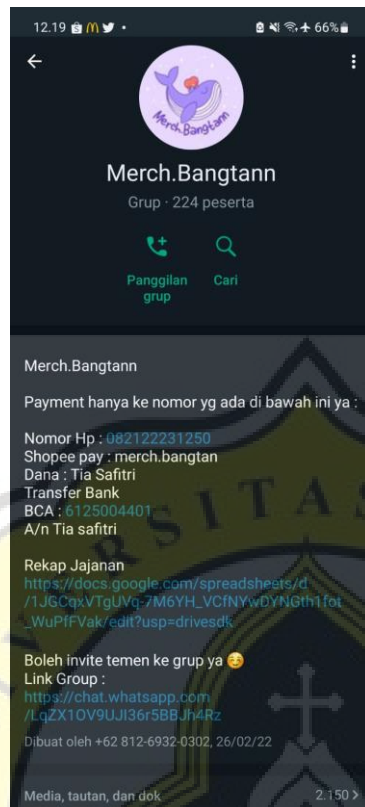 12.19
66%
Merch.Bangtann
Merch.Bangtann
Grup · 224 peserta
Panggilan
grup
Cari
Merch.Bangtann
Payment hanya ke nomor yg ada di bawah ini ya :
Nomor Hp : 082122231250
Shopee pay : merch.bangtan
Dana : Tia Safitri
Transfer Bank
BCA : 6125004401
A/n Tia safitri
Rekap Jajanan
https://docs.google.com/spreadsheets/d
/1JGCqxVTgUVq-7M6YH_VCfNYwDYNGth1fot
_WuPfFVak/edit?usp=drivesdk
Boleh invite temen ke grup ya ☺️
Link Group :
https://chat.whatsapp.com
/LqZX1OV9UJI36r5BBJh4Rz
Dibuat oleh +62 812-6932-0302, 26/02/22
Media, tautan, dan dok
2.150 >